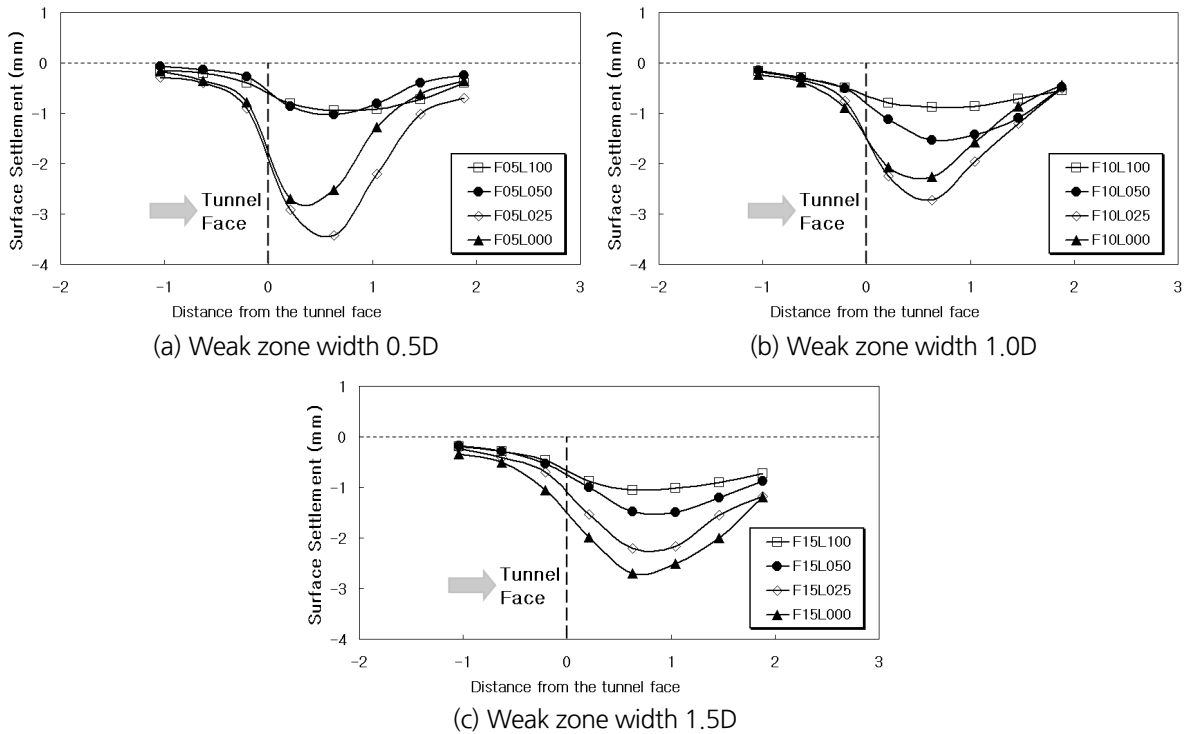 Surface Settlement (mm)
1
0
-1
-2
-3
-4
Tunnel
Face
F05L100
F05L050
F05L025
F05L000
-2 -1 0 1 2 3
Distance from the tunnel face
(a) Weak zone width 0.5D
Surface Settlement (mm)
1
0
-1
-2
-3
-4
Tunnel
Face
F10L100
F10L050
F10L025
F10L000
-2 -1 0 1 2 3
Distance from the tunnel face
(b) Weak zone width 1.0D
Surface Settlement (mm)
1
0
-1
-2
-3
-4
Tunnel
Face
F15L100
F15L050
F15L025
F15L000
-2 -1 0 1 2 3
Distance from the tunnel face
(c) Weak zone width 1.5D